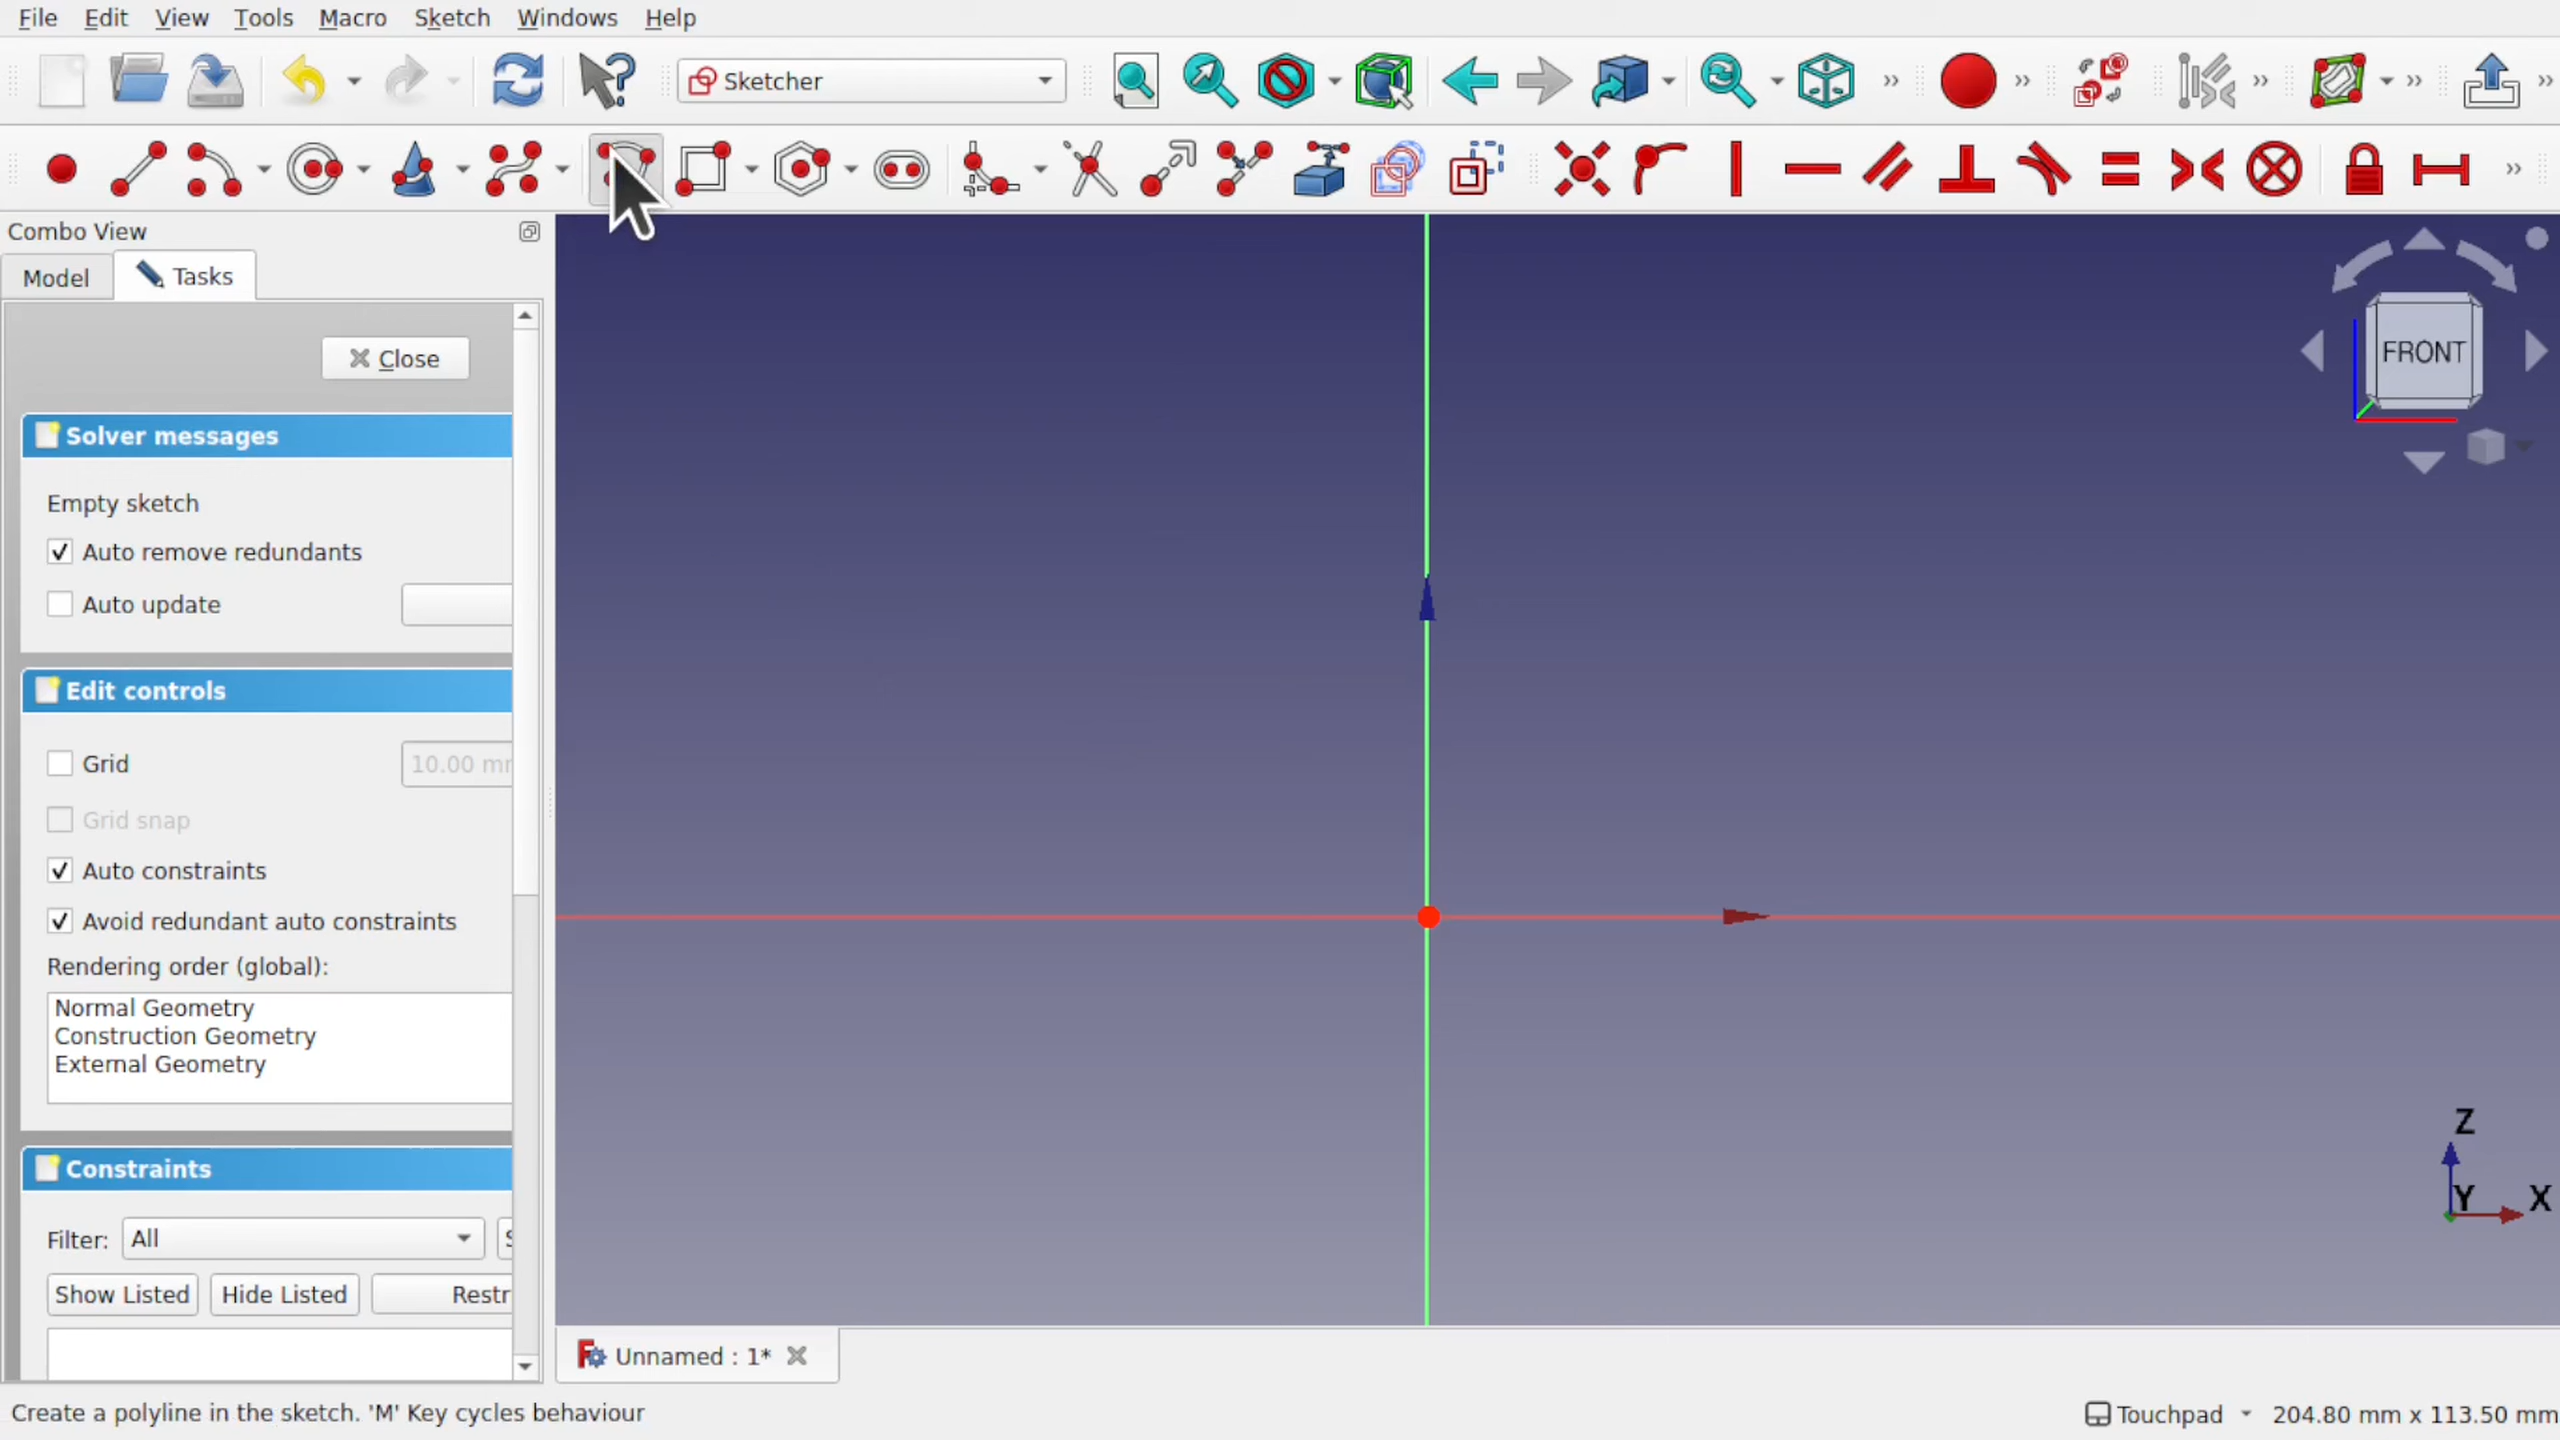 File Edit View Tools Macro Sketch Windows Help
Sketcher
Combo View
Model Tasks
Close
Solver messages
Empty sketch
Auto remove redundants
Auto update
Edit controls
Grid 10.00 mm
Grid snap
Auto constraints
Avoid redundant auto constraints
Rendering order (global):
Normal Geometry
Construction Geometry
External Geometry
Constraints
Filter: All
Show Listed Hide Listed Restr
FRONT
Z
Y X
Unnamed : 1*
Create a polyline in the sketch. 'M' Key cycles behaviour
Touchpad 204.80 mm x 113.50 mm